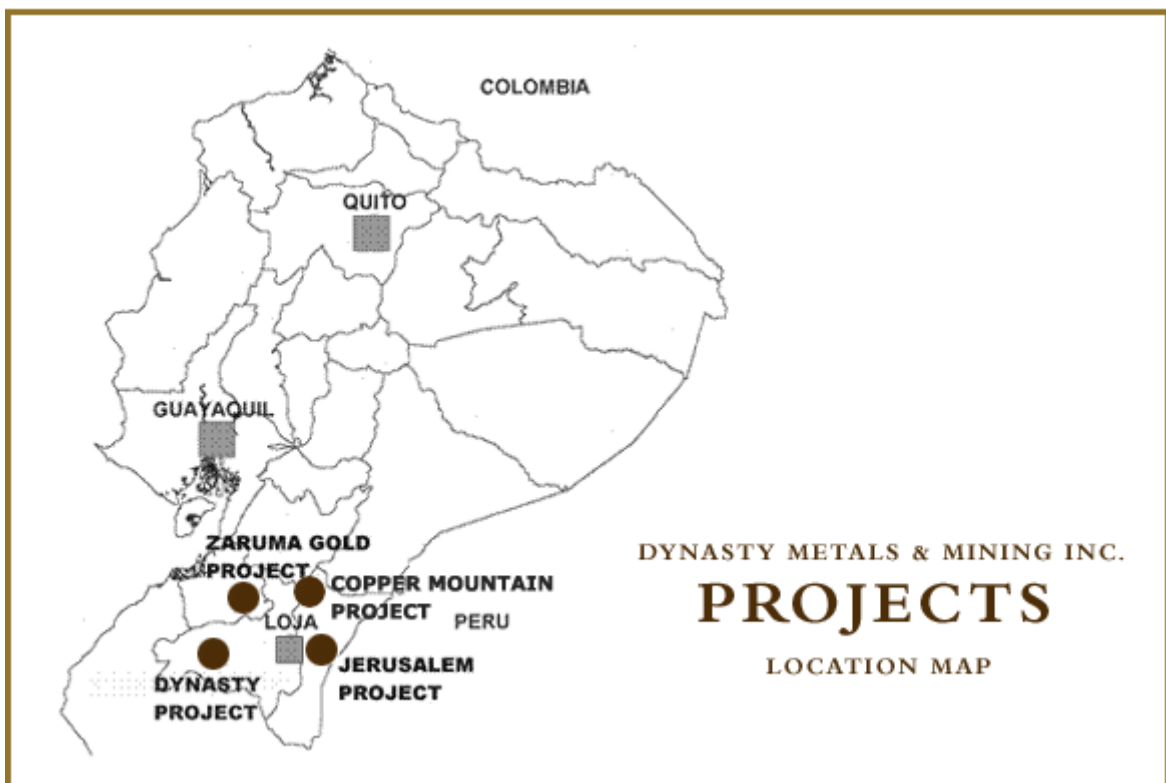 COLOMBIA
QUITO
GUAYAQUIL
ZARUMA GOLD
PROJECT
COPPER MOUNTAIN
PROJECT
LOJA
PERU
JERUSALEM
PROJECT
DYNASTY
PROJECT
DYNASTY METALS & MINING INC.
PROJECTS
LOCATION MAP